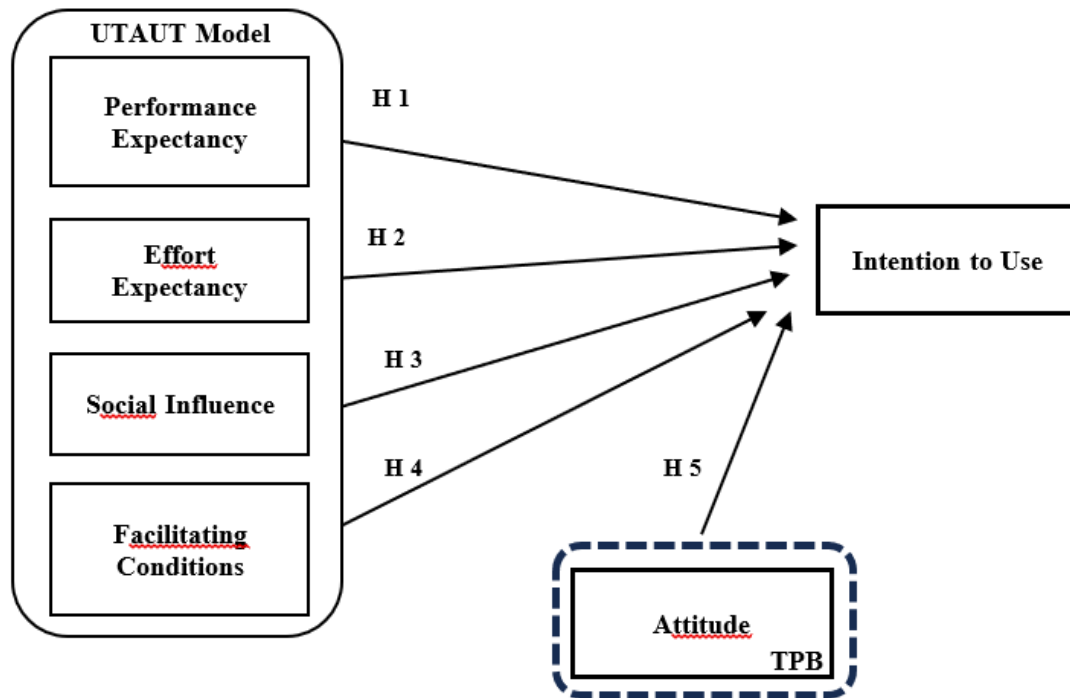 UTAUT Model
Performance
Expectancy
H 1
Effort
Expectancy
H 2
Social Influence
H 3
Facilitating
Conditions
H 4
Intention to Use
H 5
Attitude
TPB